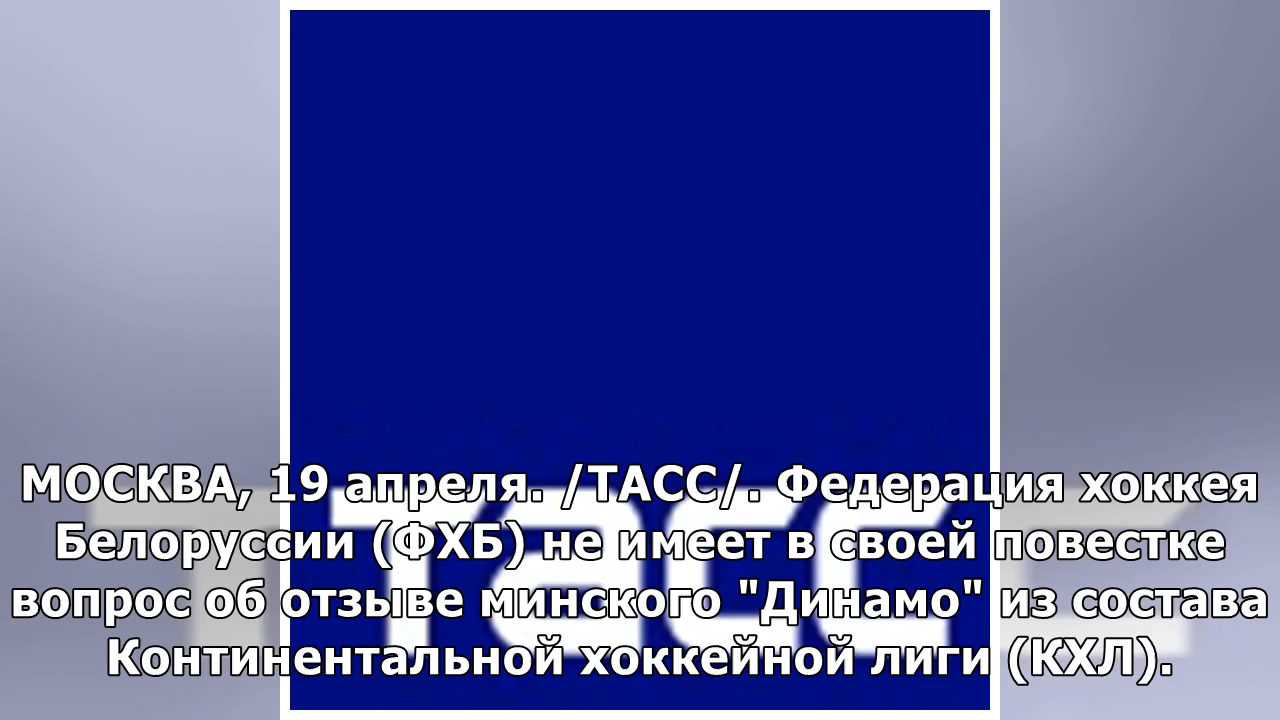 МОСКВА, 19 апреля. /ТАСС/. Федерация хоккея
Белоруссии (ФХБ) не имеет в своей повестке
вопрос об отзыве минского "Динамо" из состава
Континентальной хоккейной лиги (КХЛ).
тасс